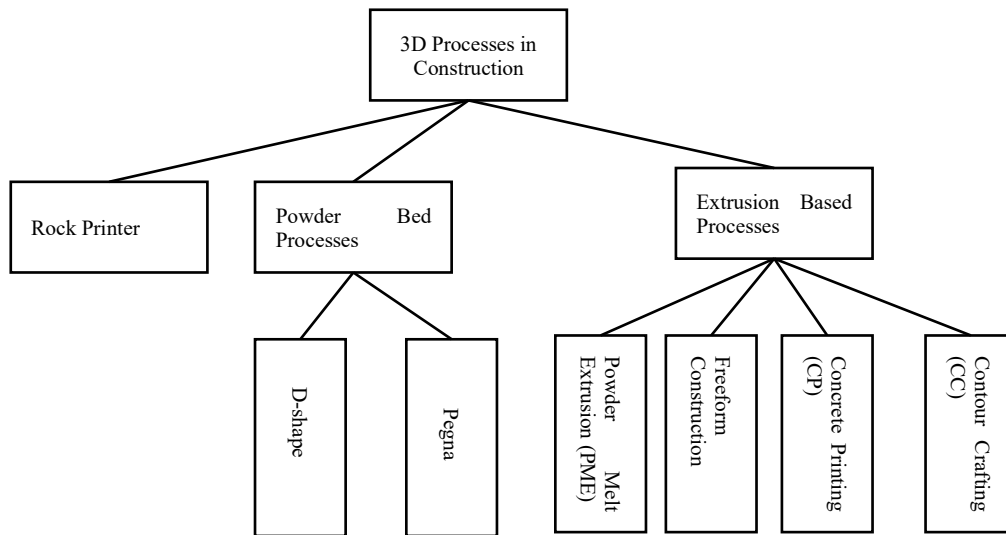 3D Processes in
Construction
Rock Printer
Powder Bed
Processes
Extrusion Based
Processes
D-shape
Pegna
Powder Melt
Extrusion (PME)
Freeform
Construction
Concrete Printing
(CP)
Contour Crafting
(CC)